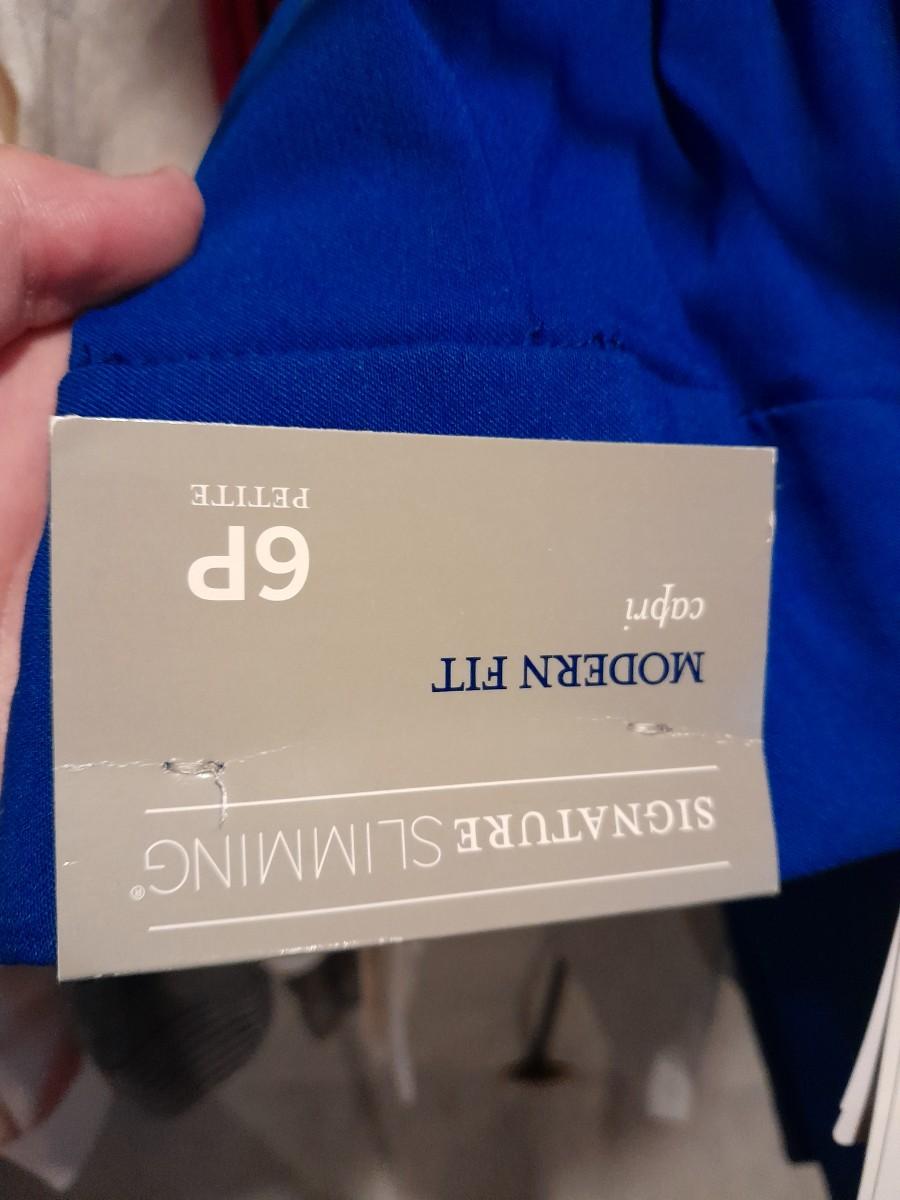 SIGNATURE SLIMMING®
MODERN FIT
capri
6P
PETITE